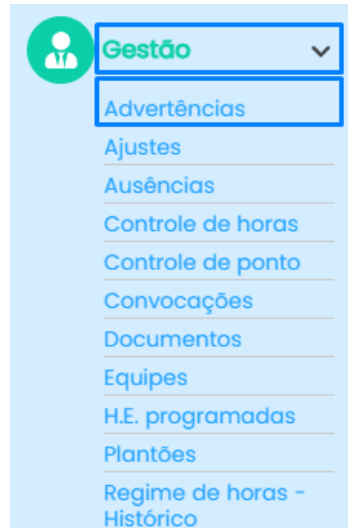 Gestão
Advertências
Ajustes
Ausências
Controle de horas
Controle de ponto
Convocações
Documentos
Equipes
H.E. programadas
Plantões
Regime de horas -
Histórico